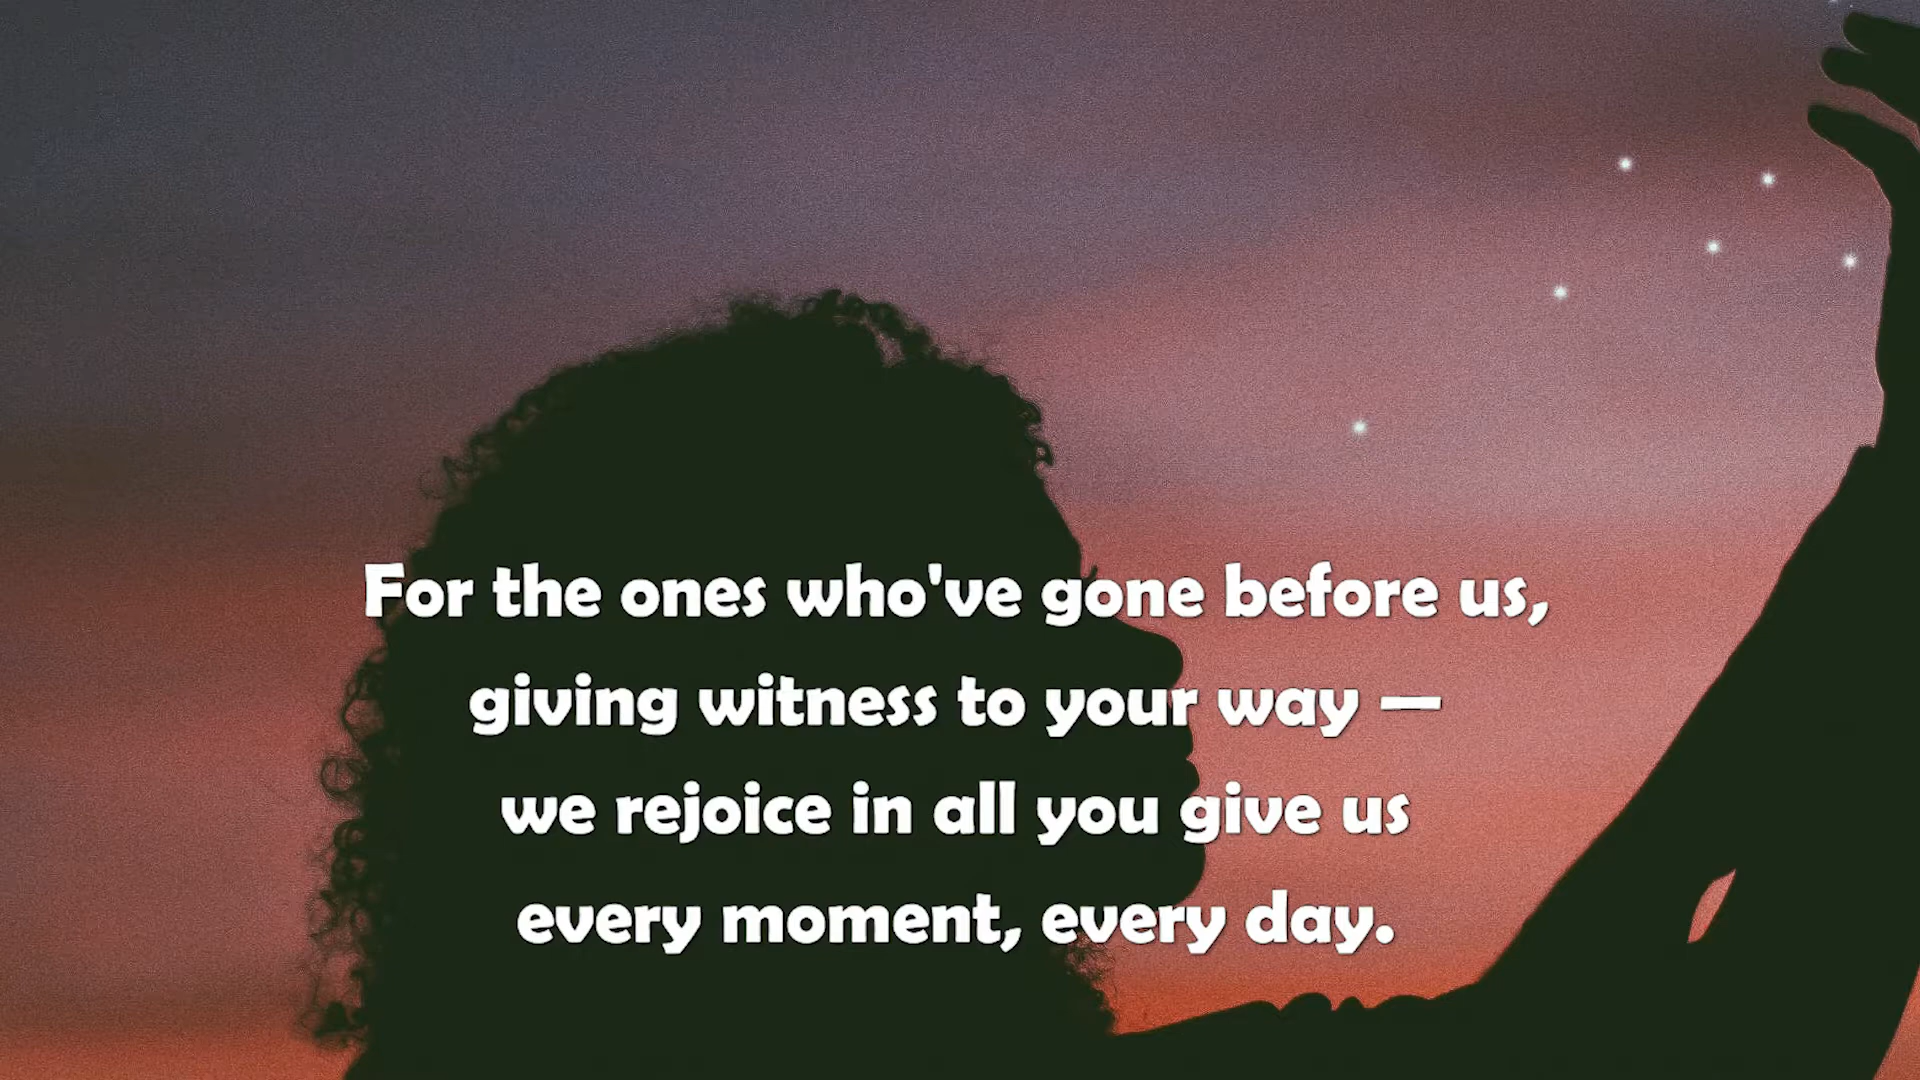 For the ones who've gone before us,
giving witness to your way —
we rejoice in all you give us
every moment, every day.